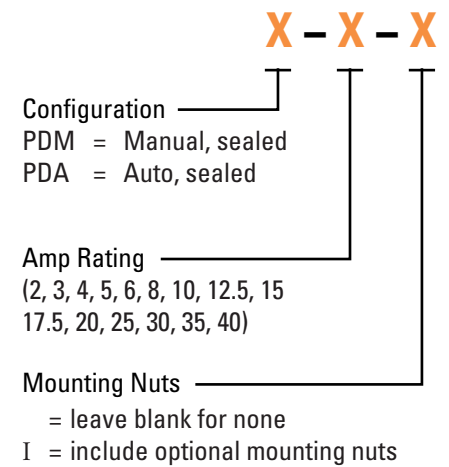 X – X – X
Configuration
PDM = Manual, sealed
PDA = Auto, sealed
Amp Rating
(2, 3, 4, 5, 6, 8, 10, 12.5, 15
17.5, 20, 25, 30, 35, 40)
Mounting Nuts
= leave blank for none
I = include optional mounting nuts